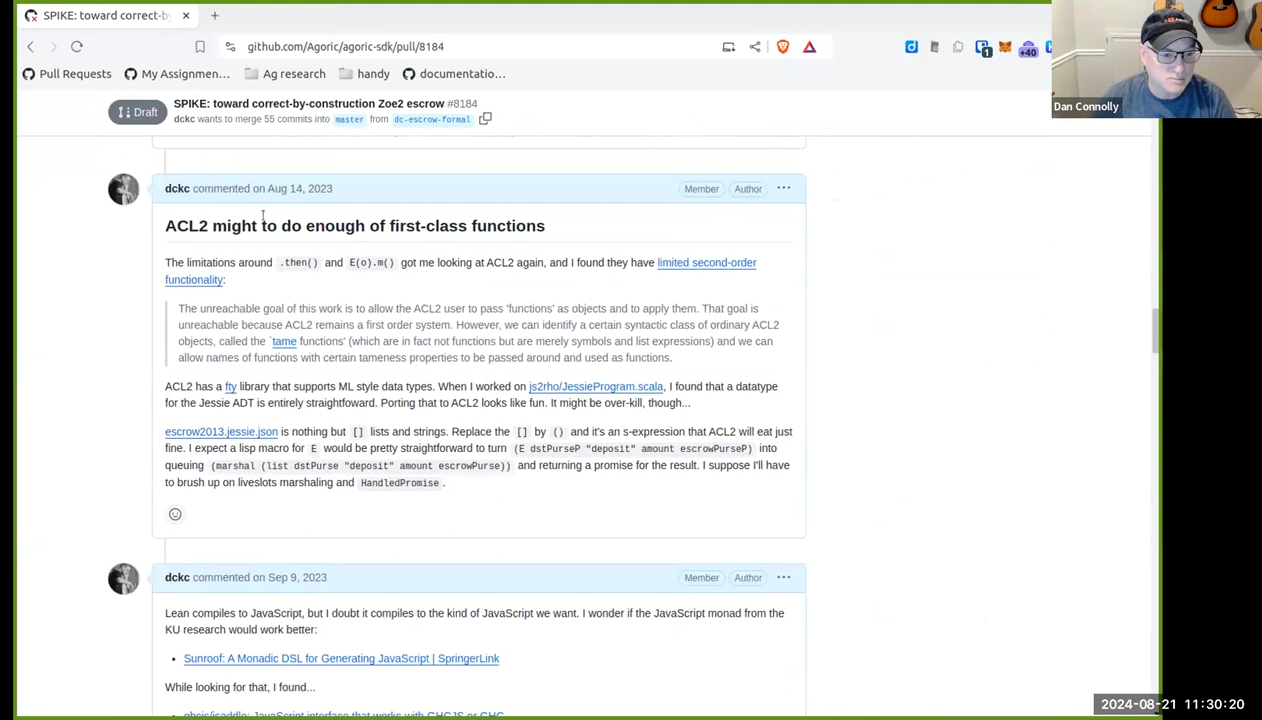 SPIKE: toward correct-by
github.com/Agoric/agoric-sdk/pull/8184
1
+40
Pull Requests
My Assignmen...
Ag research
handy
documentatio...
Dan Connolly
Draft
SPIKE: toward correct-by-construction Zoe2 escrow #8184
dckc wants to merge 55 commits into master from dc-escrow-formal
dckc commented on Aug 14, 2023
Member
Author
ACL2 might to do enough of first-class functions
The limitations around .then() and E(o).m() got me looking at ACL2 again, and I found they have limited second-order
functionality:
The unreachable goal of this work is to allow the ACL2 user to pass 'functions' as objects and to apply them. That goal is
unreachable because ACL2 remains a first order system. However, we can identify a certain syntactic class of ordinary ACL2
objects, called the `tame functions' (which are in fact not functions but are merely symbols and list expressions) and we can
allow names of functions with certain tameness properties to be passed around and used as functions.
ACL2 has a fty library that supports ML style data types. When I worked on js2rho/JessieProgram.scala, I found that a datatype
for the Jessie ADT is entirely straightfoward. Porting that to ACL2 looks like fun. It might be over-kill, though...
escrow2013.jessie.json is nothing but [] lists and strings. Replace the [] by () and it's an s-expression that ACL2 will eat just
fine. I expect a lisp macro for E would be pretty straightforward to turn (E dstPurseP "deposit" amount escrowPurseP) into
queuing (marshal (list dstPurse "deposit" amount escrowPurse)) and returning a promise for the result. I suppose I'll have
to brush up on liveslots marshaling and HandledPromise.
dckc commented on Sep 9, 2023
Member
Author
Lean compiles to JavaScript, but I doubt it compiles to the kind of JavaScript we want. I wonder if the JavaScript monad from the
KU research would work better:
• Sunroof: A Monadic DSL for Generating JavaScript | SpringerLink
While looking for that, I found...
ghcjs/jsaddle: JavaScript interface that works with GHCJS or GHC
2024-08-21 11:30:20